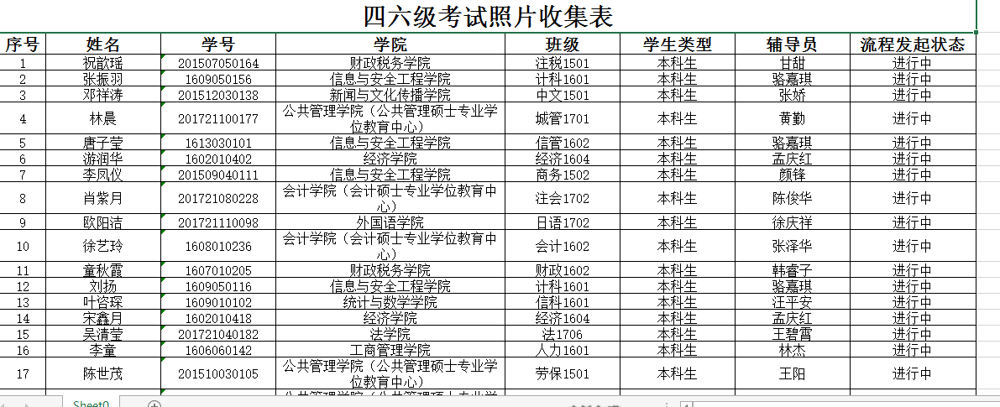 四六级考试照片收集表
序号 姓名 学号 学院 班级 学生类型 辅导员 流程发起状态
1 祝歆瑶 201507050164 财政税务学院 注税1501 本科生 甘甜 进行中
2 张振羽 1609050156 信息与安全工程学院 计科1601 本科生 骆嘉琪 进行中
3 邓祥涛 201512030138 新闻与文化传播学院 中文1501 本科生 张娇 进行中
4 林晨 201721100177 公共管理学院（公共管理硕士专业学 城管1701 本科生 黄勤 进行中
位教育中心）
5 唐子莹 1613030101 信息与安全工程学院 信管1602 本科生 骆嘉琪 进行中
6 游润华 1602010402 经济学院 经济1604 本科生 孟庆红 进行中
7 李凤仪 201509040111 信息与安全工程学院 商务1502 本科生 颜锋 进行中
8 肖紫月 201721080228 会计学院（会计硕士专业学位教育中 注会1702 本科生 陈俊华 进行中
心）
9 欧阳洁 201721110098 外国语学院 日语1702 本科生 徐庆祥 进行中
10 徐艺玲 1608010236 会计学院（会计硕士专业学位教育中 会计1602 本科生 张泽华 进行中
心）
11 童秋霞 1607010205 财政税务学院 财政1602 本科生 韩睿子 进行中
12 刘扬 1609050116 信息与安全工程学院 计科1601 本科生 骆嘉琪 进行中
13 叶咨琛 1609010102 统计与数学学院 信科1601 本科生 汪平安 进行中
14 宋鑫月 1602010418 经济学院 经济1604 本科生 孟庆红 进行中
15 吴清莹 201721040182 法学院 法1706 本科生 王碧霄 进行中
16 李童 1606060142 工商管理学院 人力1601 本科生 林杰 进行中
17 陈世茂 201510030105 公共管理学院（公共管理硕士专业学 劳保1501 本科生 王阳 进行中
位教育中心）
Sheet0